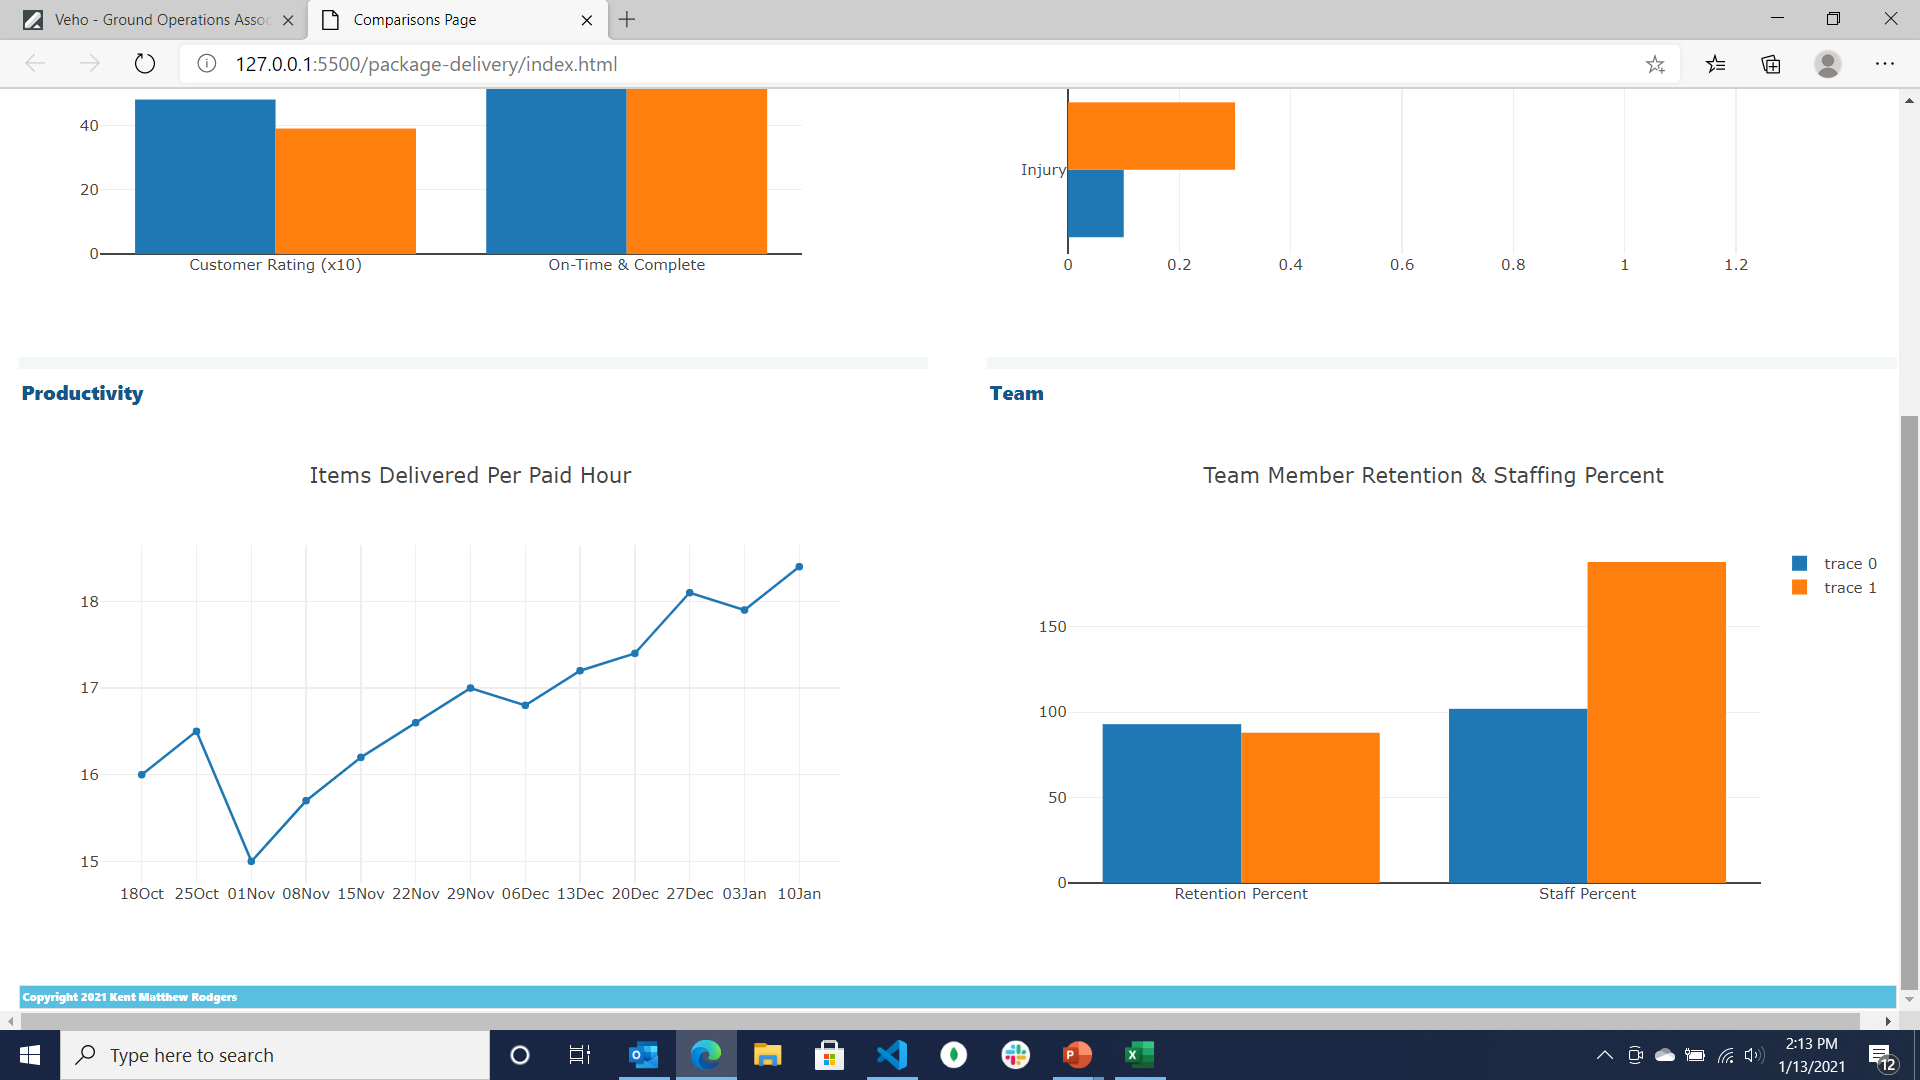 Veho - Ground Operations Assoc
Comparisons Page
127.0.0.1:5500/package-delivery/index.html
40
20
0
Customer Rating (x10)
On-Time & Complete
Injury
0 0.2 0.4 0.6 0.8 1 1.2
Productivity
Items Delivered Per Paid Hour
18
17
16
15
18Oct 25Oct 01Nov 08Nov 15Nov 22Nov 29Nov 06Dec 13Dec 20Dec 27Dec 03Jan 10Jan
Team
Team Member Retention & Staffing Percent
trace 0
trace 1
150
100
50
0
Retention Percent
Staff Percent
Copyright 2021 Kent Matthew Rodgers
Type here to search
O
P
X
2:13 PM
1/13/2021
12